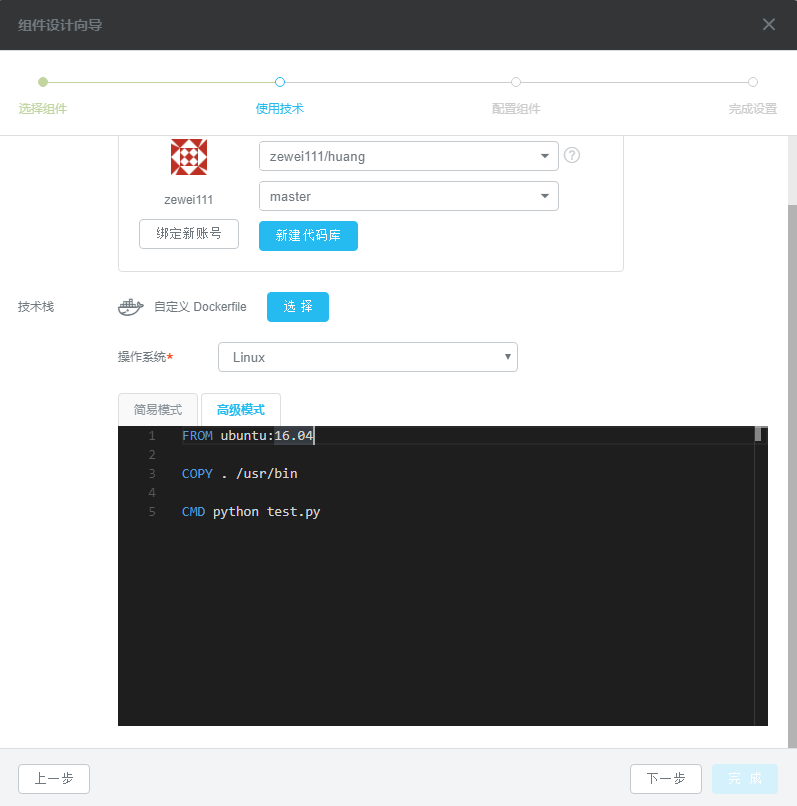 组件设计向导
选择组件
使用技术
配置组件
完成设置
zewei111/huang
zewei111
master
绑定新账号
新建代码库
技术栈
自定义 Dockerfile
选 择
操作系统*
Linux
简易模式
高级模式
1 FROM ubuntu:16.04
2
3 COPY . /usr/bin
4
5 CMD python test.py
上一步
下一步
完 成